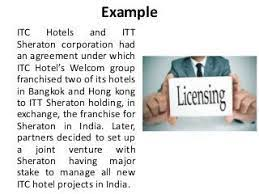 Example
ITC Hotels and ITT
Sheraton corporation had
an agreement under which
ITC Hotel's Welcom group
franchised two of its hotels
in Bangkok and Hong kong
to ITT Sheraton holding, in
exchange, the franchise for
Sheraton in India. Later,
partners decided to set up
a joint venture with
Sheraton having major
stake to manage all new
ITC hotel projects in India.
Licensing